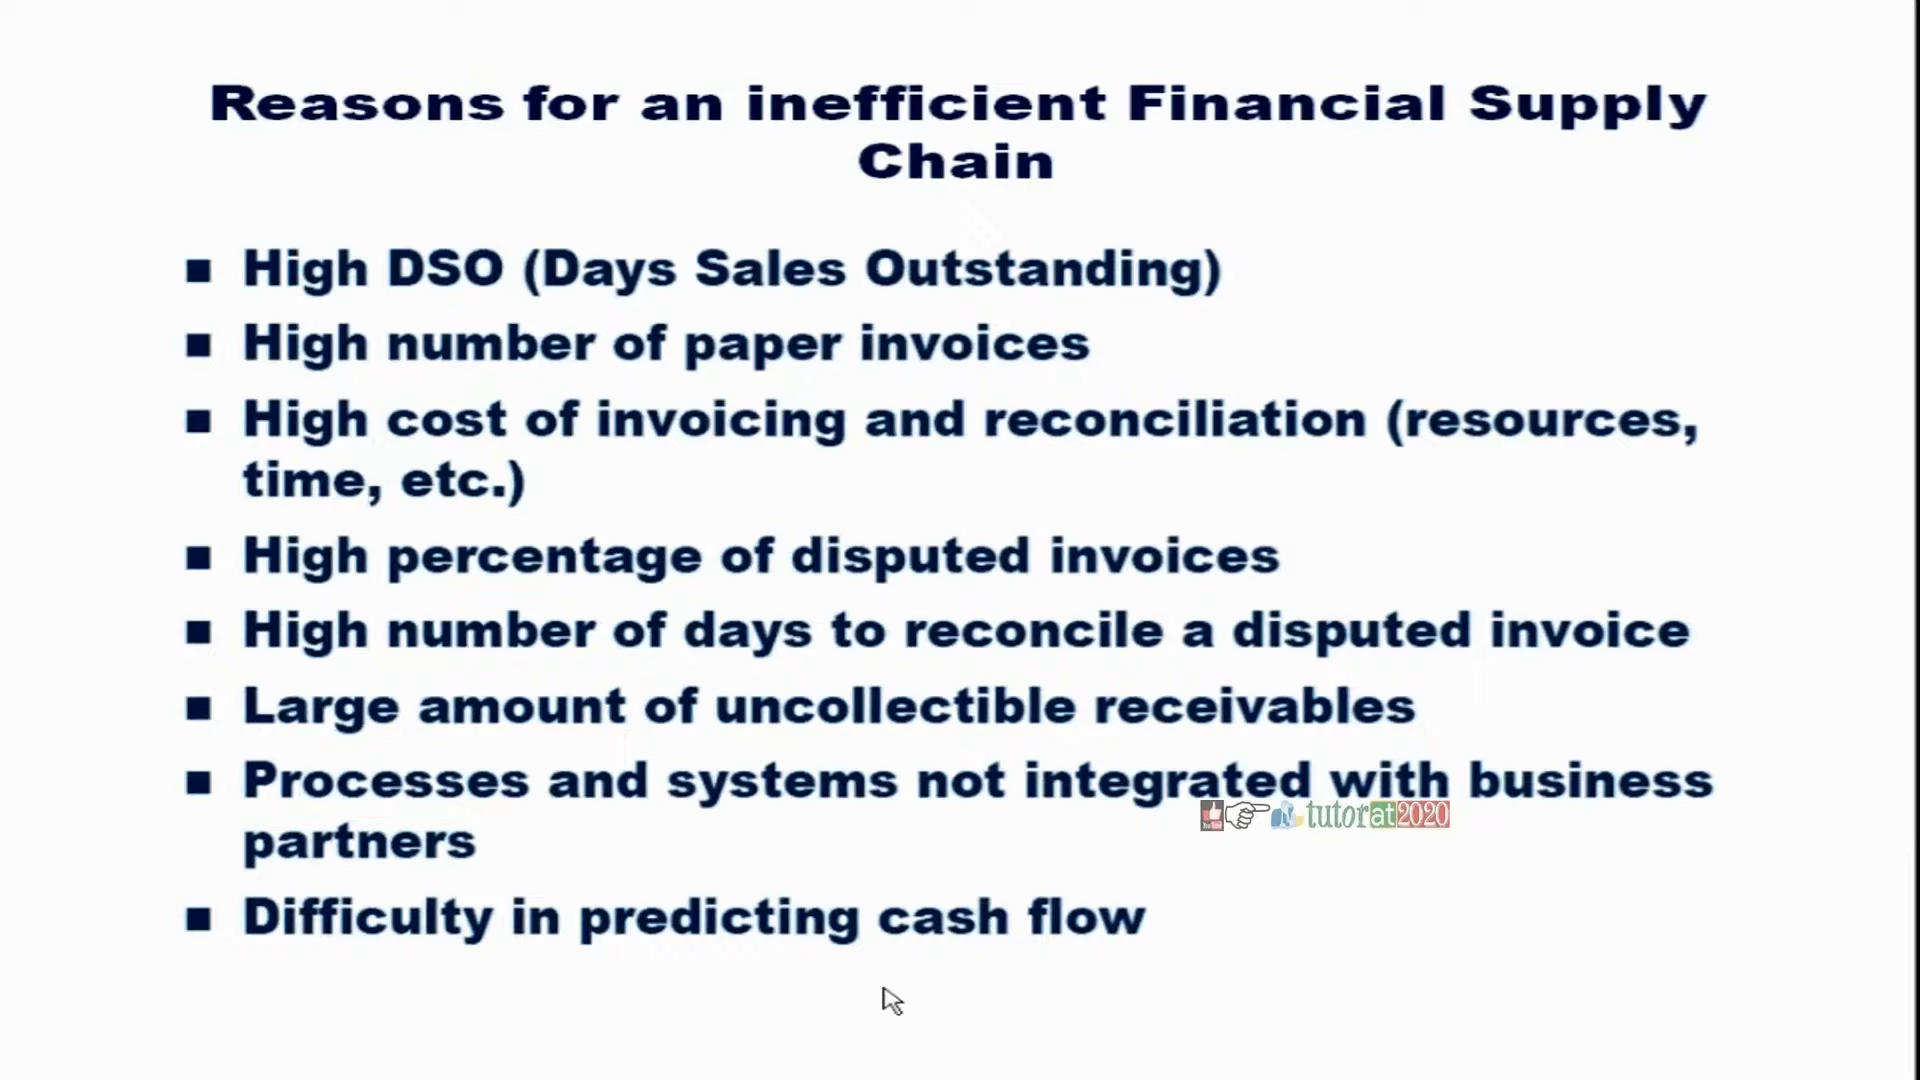 Reasons for an inefficient Financial Supply
Chain
■ High DSO (Days Sales Outstanding)
■ High number of paper invoices
■ High cost of invoicing and reconciliation (resources,
time, etc.)
■ High percentage of disputed invoices
■ High number of days to reconcile a disputed invoice
■ Large amount of uncollectible receivables
■ Processes and systems not integrated with business
partners
tutorat2020
■ Difficulty in predicting cash flow